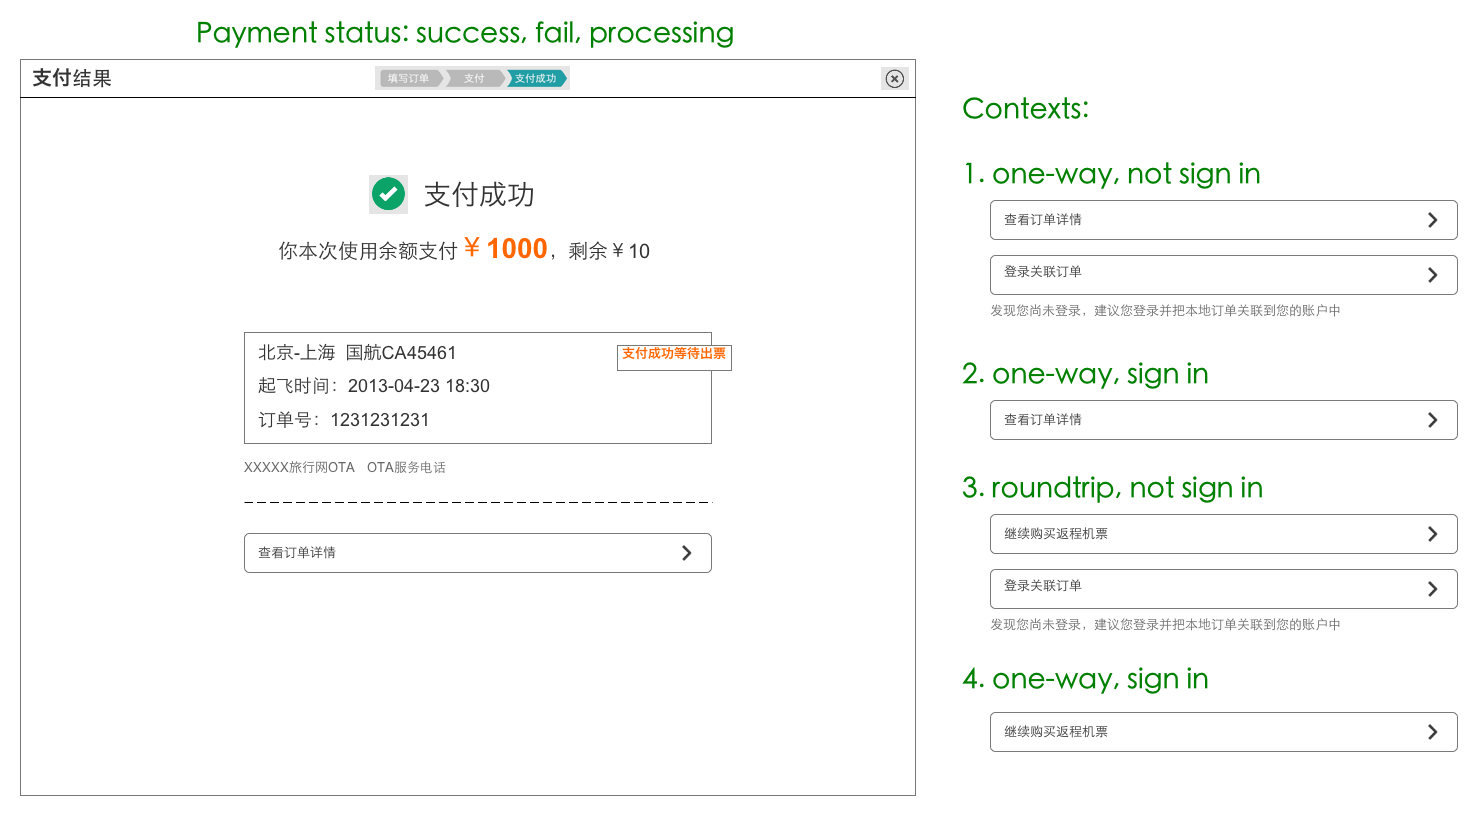 Payment status: success, fail, processing
支付结果
填写订单 支付 支付成功
支付成功
你本次使用余额支付￥1000，剩余￥10
北京-上海 国航CA45461
支付成功等待出票
起飞时间：2013-04-23 18:30
订单号：1231231231
XXXXX旅行网OTA OTA服务电话
查看订单详情
Contexts:
1. one-way, not sign in
查看订单详情
登录关联订单
发现您尚未登录，建议您登录并把本地订单关联到您的账户中
2. one-way, sign in
查看订单详情
3. roundtrip, not sign in
继续购买返程机票
登录关联订单
发现您尚未登录，建议您登录并把本地订单关联到您的账户中
4. one-way, sign in
继续购买返程机票